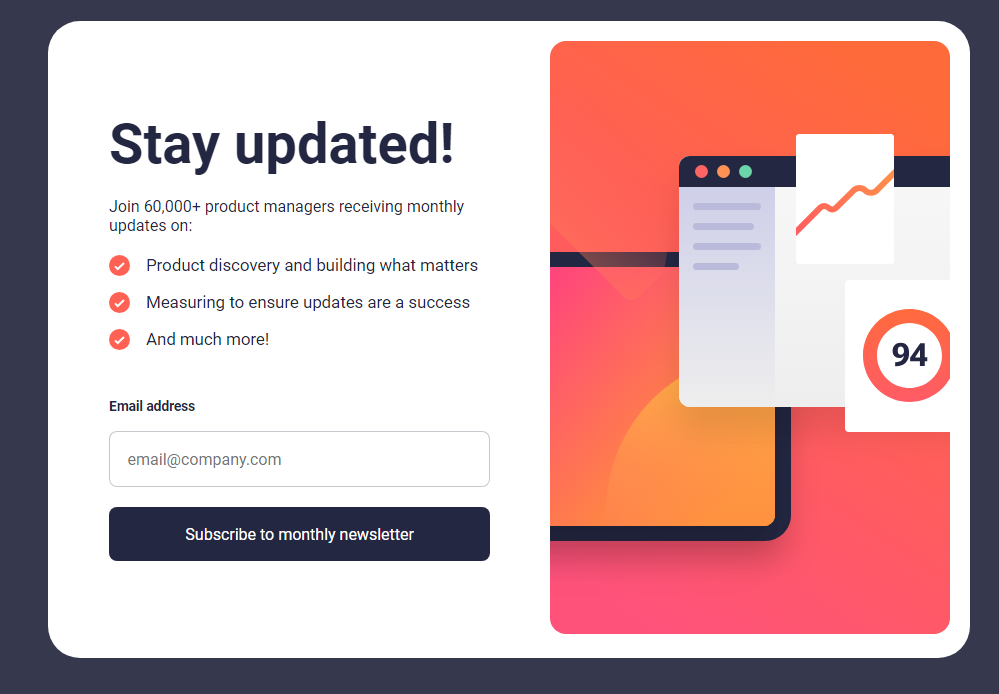 Stay updated!
Join 60,000+ product managers receiving monthly
updates on:
Product discovery and building what matters
Measuring to ensure updates are a success
And much more!
Email address
email@company.com
Subscribe to monthly newsletter
94